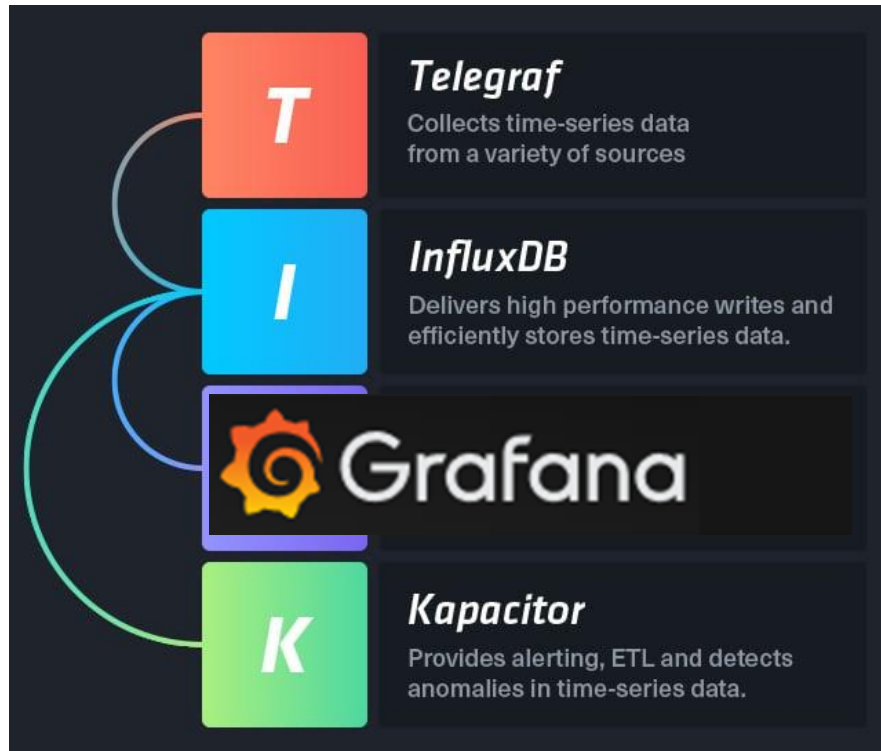 T
Telegraf
Collects time-series data
from a variety of sources
I
InfluxDB
Delivers high performance writes and
efficiently stores time-series data.
Grafana
K
Kapacitor
Provides alerting, ETL and detects
anomalies in time-series data.